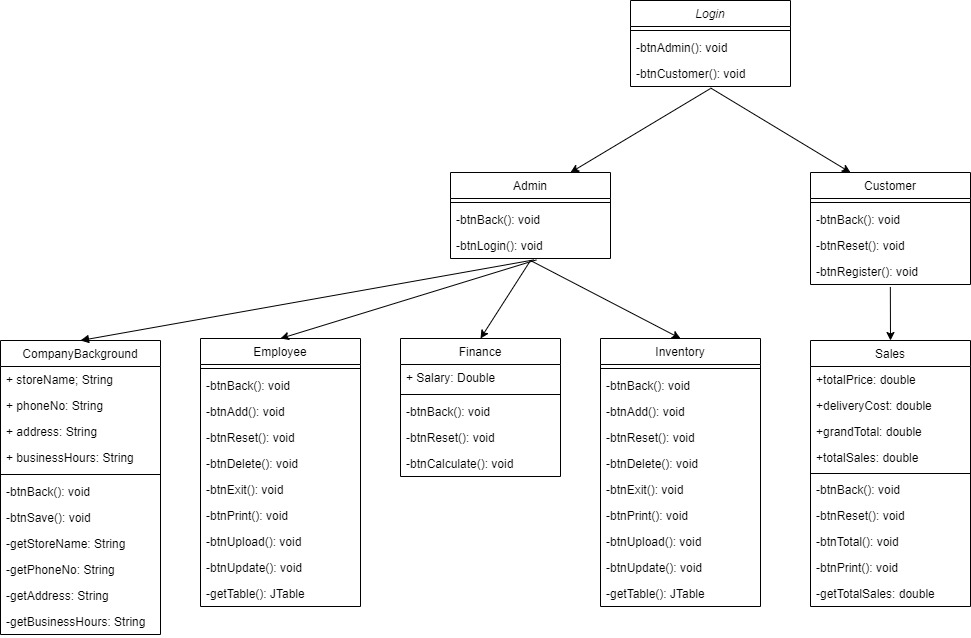 Login
-btnAdmin(): void
-btnCustomer(): void
Admin
-btnBack(): void
-btnLogin(): void
Customer
-btnBack(): void
-btnReset(): void
-btnRegister(): void
CompanyBackground
+ storeName; String
+ phoneNo: String
+ address: String
+ businessHours: String
-btnBack(): void
-btnSave(): void
-getStoreName: String
-getPhoneNo: String
-getAddress: String
-getBusinessHours: String
Employee
-btnBack(): void
-btnAdd(): void
-btnReset(): void
-btnDelete(): void
-btnExit(): void
-btnPrint(): void
-btnUpload(): void
-btnUpdate(): void
-getTable(): JTable
Finance
+ Salary: Double
-btnBack(): void
-btnReset(): void
-btnCalculate(): void
Inventory
-btnBack(): void
-btnAdd(): void
-btnReset(): void
-btnDelete(): void
-btnExit(): void
-btnPrint(): void
-btnUpload(): void
-btnUpdate(): void
-getTable(): JTable
Sales
+totalPrice: double
+deliveryCost: double
+grandTotal: double
+totalSales: double
-btnBack(): void
-btnReset(): void
-btnTotal(): void
-btnPrint(): void
-getTotalSales: double